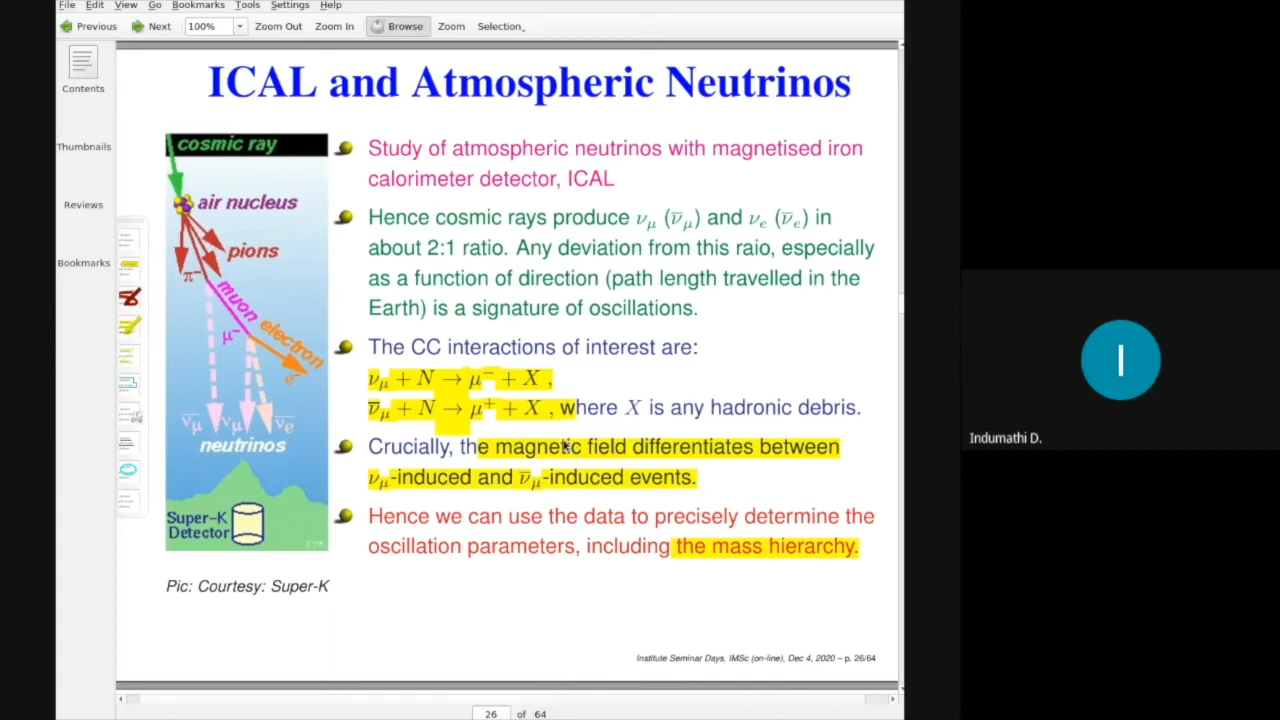 File Edit View Go Bookmarks Tools Settings Help
Previous Next 100% Zoom Out Zoom In Browse Zoom Selection
Contents
Thumbnails
Reviews
Bookmarks
ICAL and Atmospheric Neutrinos
cosmic ray
air nucleus
pions
π⁻
muon
μ⁻
electron
e⁻
ν̅μ νμ ν̅e
neutrinos
Super-K
Detector
Pic: Courtesy: Super-K
Study of atmospheric neutrinos with magnetised iron
calorimeter detector, ICAL
Hence cosmic rays produce νμ (ν̅μ) and νe (ν̅e) in
about 2:1 ratio. Any deviation from this raio, especially
as a function of direction (path length travelled in the
Earth) is a signature of oscillations.
The CC interactions of interest are:
νμ + N → μ⁻ + X ,
ν̅μ + N → μ⁺ + X , where X is any hadronic debris.
Crucially, the magnetic field differentiates between
νμ-induced and ν̅μ-induced events.
Hence we can use the data to precisely determine the
oscillation parameters, including the mass hierarchy.
Institute Seminar Days, IMSc (on-line), Dec 4, 2020 – p. 26/64
26 of 64
I
Indumathi D.